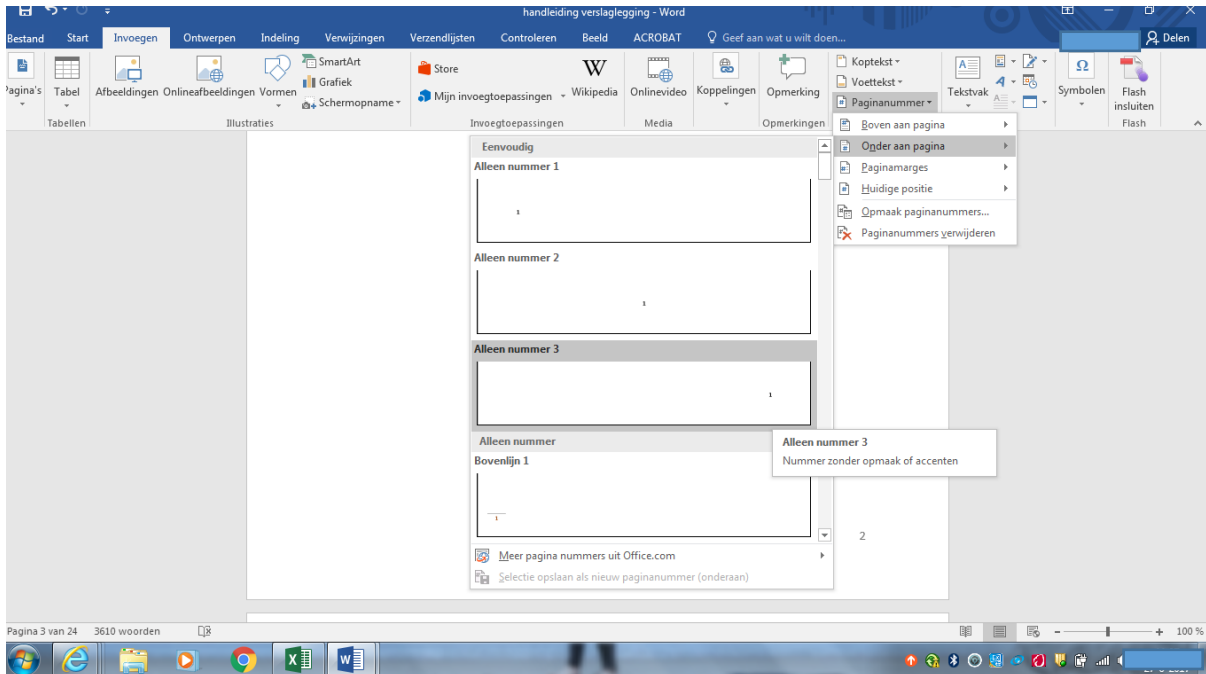 handleiding verslaglegging - Word
Bestand Start Invoegen Ontwerpen Indeling Verwijzingen Verzendlijsten Controleren Beeld ACROBAT Geef aan wat u wilt doen... Delen
Pagina's
Tabel
Afbeeldingen Onlineafbeeldingen Vormen
SmartArt
Grafiek
Schermopname
Store
Mijn invoegtoepassingen
W
Wikipedia
Onlinevideo
Koppelingen
Opmerking
Koptekst
Voettekst
Paginanummer
Tekstvak
Symbolen
Flash
insluiten
Tabellen Illustraties Invoegtoepassingen Media Opmerkingen Flash
Boven aan pagina
Onder aan pagina
Paginamarges
Huidige positie
Opmaak paginanummers...
Paginanummers verwijderen
Eenvoudig
Alleen nummer 1
1
Alleen nummer 2
1
Alleen nummer 3
1
Alleen nummer
Bovenlijn 1
1
Alleen nummer 3
Nummer zonder opmaak of accenten
Meer pagina nummers uit Office.com
Selectie opslaan als nieuw paginanummer (onderaan)
2
Pagina 3 van 24 3610 woorden 100 %